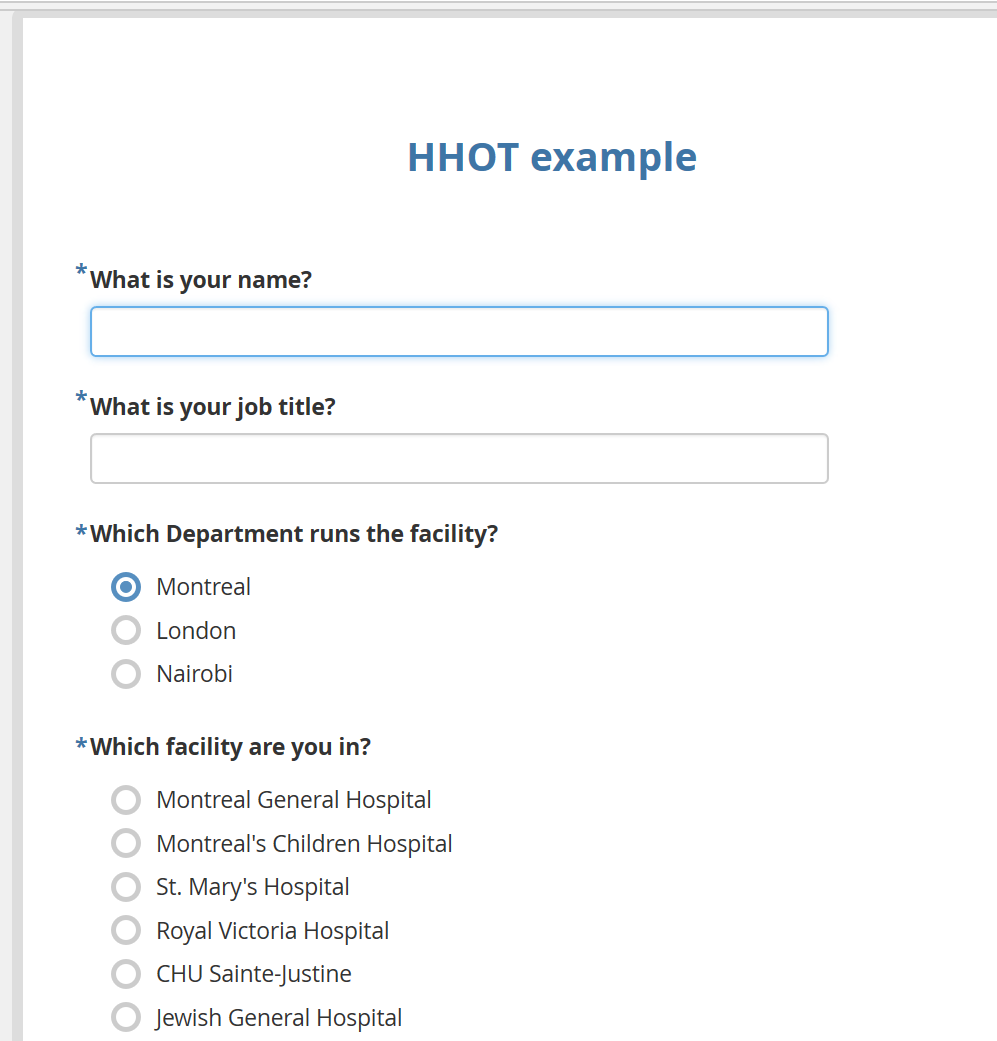 HHOT example
*What is your name?
*What is your job title?
*Which Department runs the facility?
Montreal
London
Nairobi
*Which facility are you in?
Montreal General Hospital
Montreal's Children Hospital
St. Mary's Hospital
Royal Victoria Hospital
CHU Sainte-Justine
Jewish General Hospital